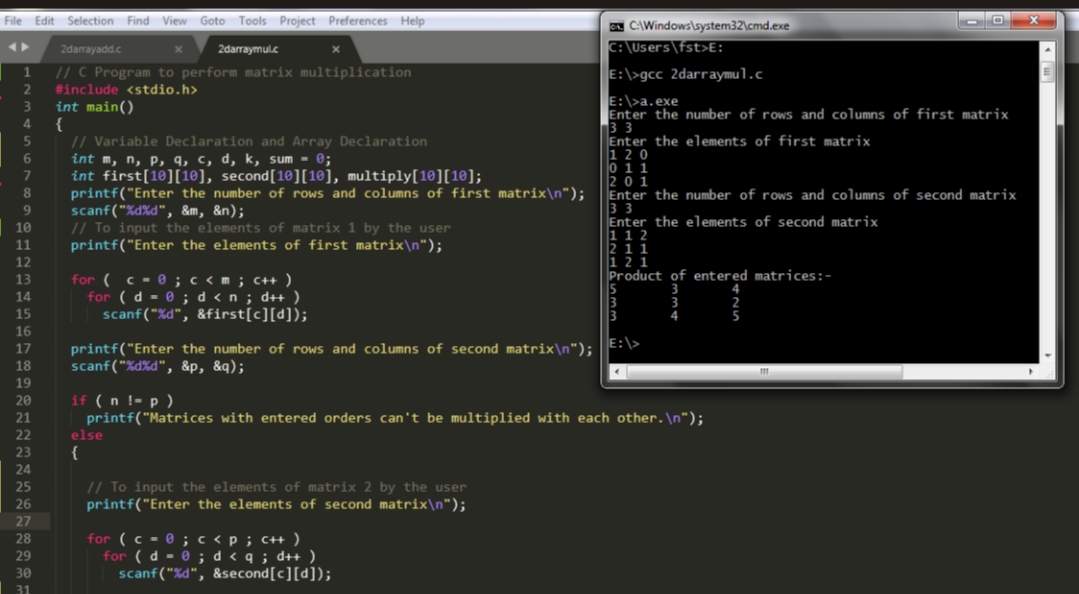 File Edit Selection Find View Goto Tools Project Preferences Help
2darrayadd.c x 2darraymul.c x
1 // C Program to perform matrix multiplication
2 #include <stdio.h>
3 int main()
4 {
5 // Variable Declaration and Array Declaration
6 int m, n, p, q, c, d, k, sum = 0;
7 int first[10][10], second[10][10], multiply[10][10];
8 printf("Enter the number of rows and columns of first matrix\n");
9 scanf("%d%d", &m, &n);
10 // To input the elements of matrix 1 by the user
11 printf("Enter the elements of first matrix\n");
12
13 for ( c = 0 ; c < m ; c++ )
14 for ( d = 0 ; d < n ; d++ )
15 scanf("%d", &first[c][d]);
16
17 printf("Enter the number of rows and columns of second matrix\n");
18 scanf("%d%d", &p, &q);
19
20 if ( n != p )
21 printf("Matrices with entered orders can't be multiplied with each other.\n");
22 else
23 {
24
25 // To input the elements of matrix 2 by the user
26 printf("Enter the elements of second matrix\n");
27
28 for ( c = 0 ; c < p ; c++ )
29 for ( d = 0 ; d < q ; d++ )
30 scanf("%d", &second[c][d]);
31
C:\Windows\system32\cmd.exe
C:\Users\fst>E:
E:\>gcc 2darraymul.c
E:\>a.exe
Enter the number of rows and columns of first matrix
3 3
Enter the elements of first matrix
1 2 0
0 1 1
2 0 1
Enter the number of rows and columns of second matrix
3 3
Enter the elements of second matrix
1 1 2
2 1 1
1 2 1
Product of entered matrices:-
5 3 4
3 3 2
3 4 5
E:\>